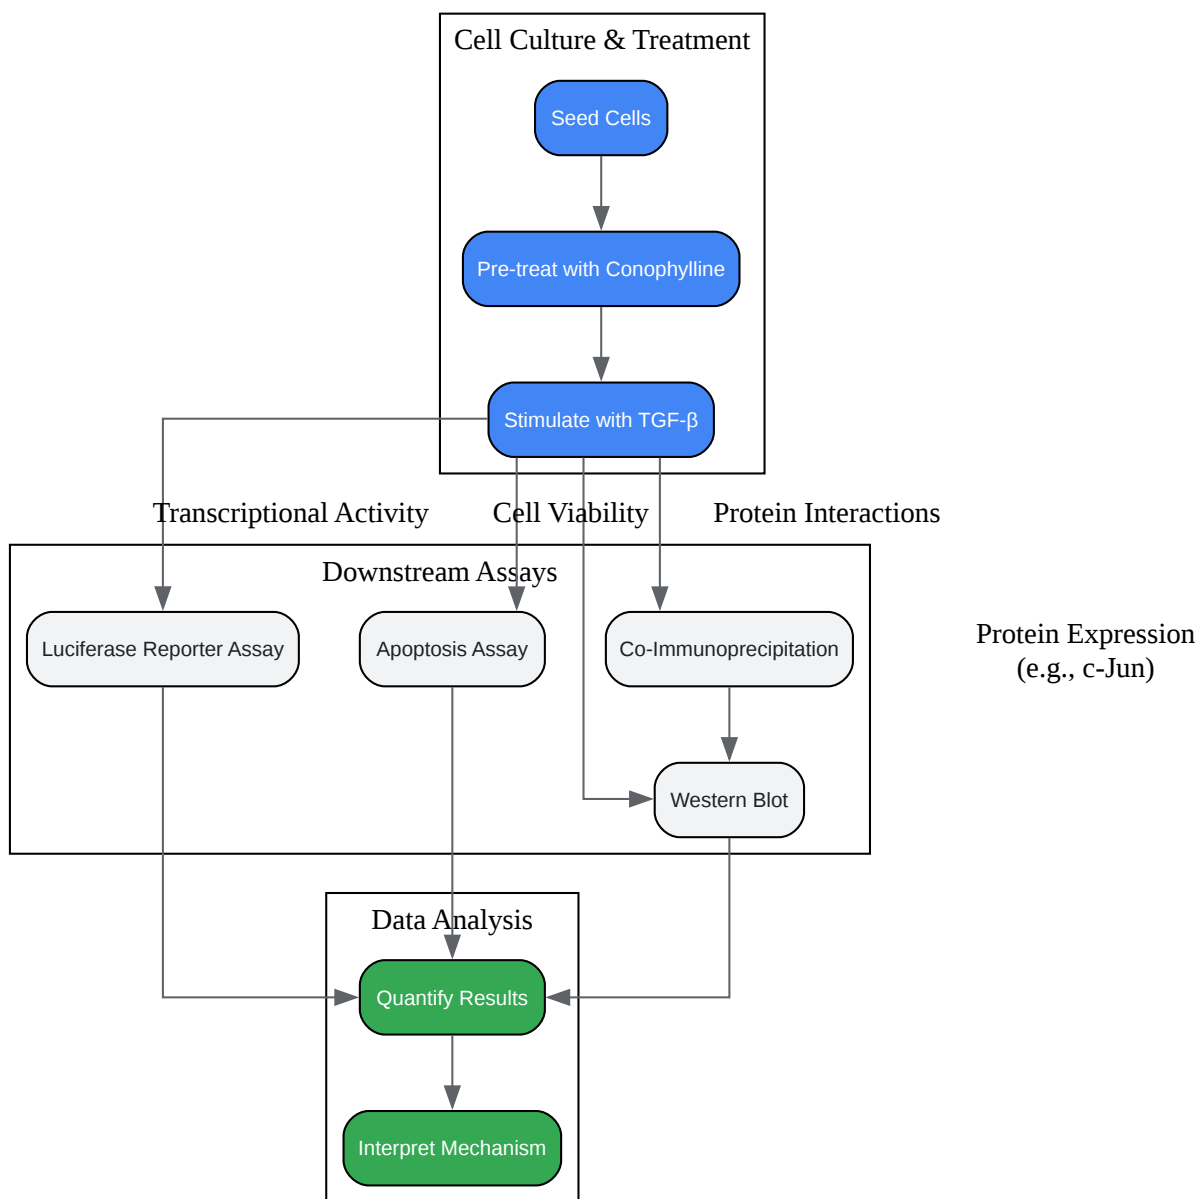 Cell Culture & Treatment
Seed Cells
Pre-treat with Conophylline
Stimulate with TGF-β
Transcriptional Activity
Cell Viability
Protein Interactions
Downstream Assays
Luciferase Reporter Assay
Apoptosis Assay
Co-Immunoprecipitation
Protein Expression
(e.g., c-Jun)
Western Blot
Data Analysis
Quantify Results
Interpret Mechanism